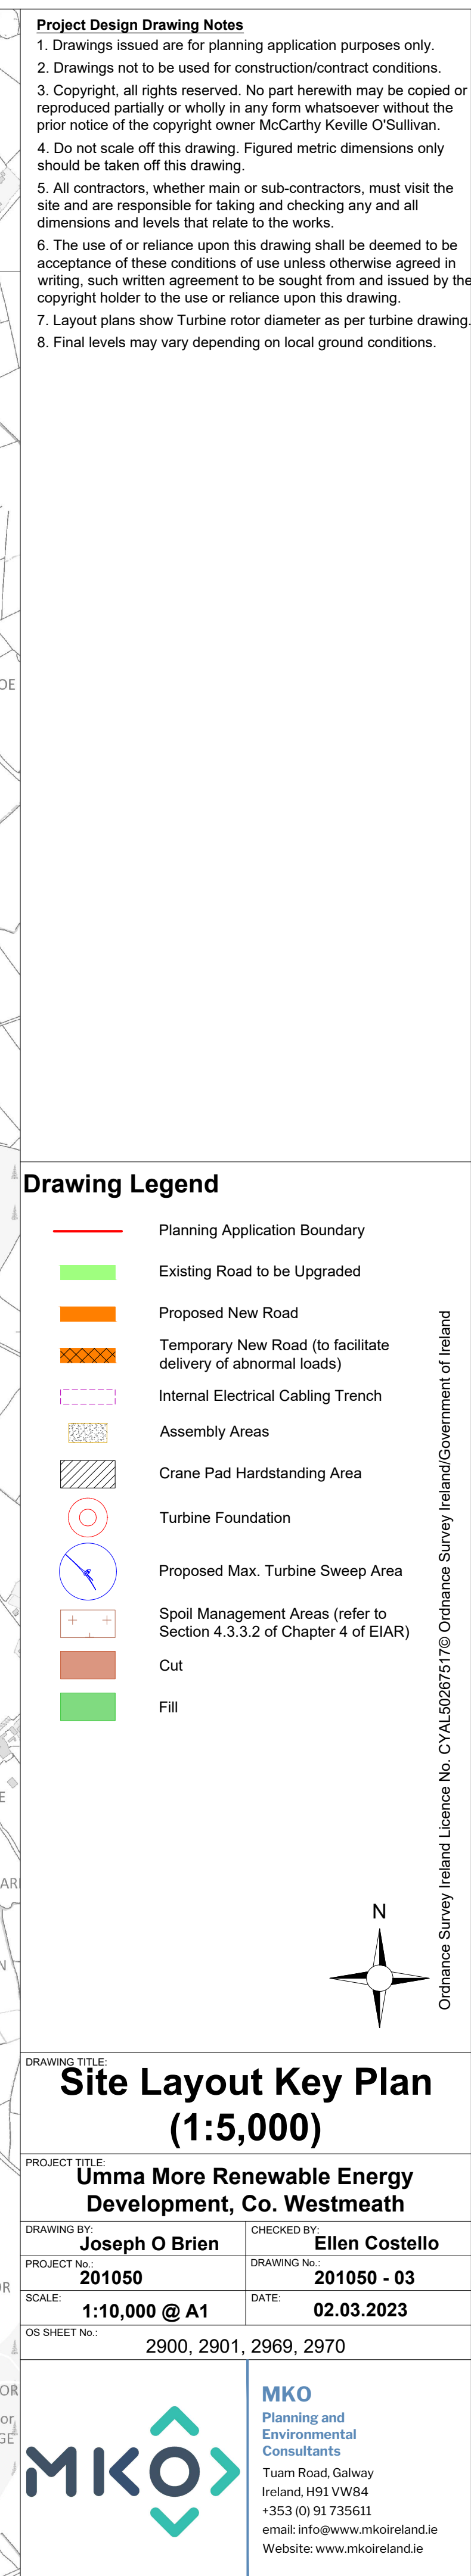 Project Design Drawing Notes
1. Drawings issued are for planning application purposes only.
2. Drawings not to be used for construction/contract conditions.
3. Copyright, all rights reserved. No part herewith may be copied or
reproduced partially or wholly in any form whatsoever without the
prior notice of the copyright owner McCarthy Keville O'Sullivan.
4. Do not scale off this drawing. Figured metric dimensions only
should be taken off this drawing.
5. All contractors, whether main or sub-contractors, must visit the
site and are responsible for taking and checking any and all
dimensions and levels that relate to the works.
6. The use of or reliance upon this drawing shall be deemed to be
acceptance of these conditions of use unless otherwise agreed in
writing, such written agreement to be sought from and issued by the
copyright holder to the use or reliance upon this drawing.
7. Layout plans show Turbine rotor diameter as per turbine drawing.
8. Final levels may vary depending on local ground conditions.
OE
Drawing Legend
Planning Application Boundary
Existing Road to be Upgraded
Proposed New Road
Temporary New Road (to facilitate
delivery of abnormal loads)
Internal Electrical Cabling Trench
Assembly Areas
Crane Pad Hardstanding Area
Turbine Foundation
Proposed Max. Turbine Sweep Area
Spoil Management Areas (refer to
Section 4.3.3.2 of Chapter 4 of EIAR)
Cut
Fill
Ordnance Survey Ireland Licence No. CYAL50267517© Ordnance Survey Ireland/Government of Ireland
E
AR
N
N
DRAWING TITLE:
Site Layout Key Plan
(1:5,000)
PROJECT TITLE:
Umma More Renewable Energy
Development, Co. Westmeath
DRAWING BY:
Joseph O Brien
CHECKED BY:
Ellen Costello
PROJECT No.:
201050
DRAWING No.:
201050 - 03
SCALE:
1:10,000 @ A1
DATE:
02.03.2023
OS SHEET No.:
2900, 2901, 2969, 2970
OR
OR
or
GE
MKO
MKO
Planning and
Environmental
Consultants
Tuam Road, Galway
Ireland, H91 VW84
+353 (0) 91 735611
email: info@www.mkoireland.ie
Website: www.mkoireland.ie